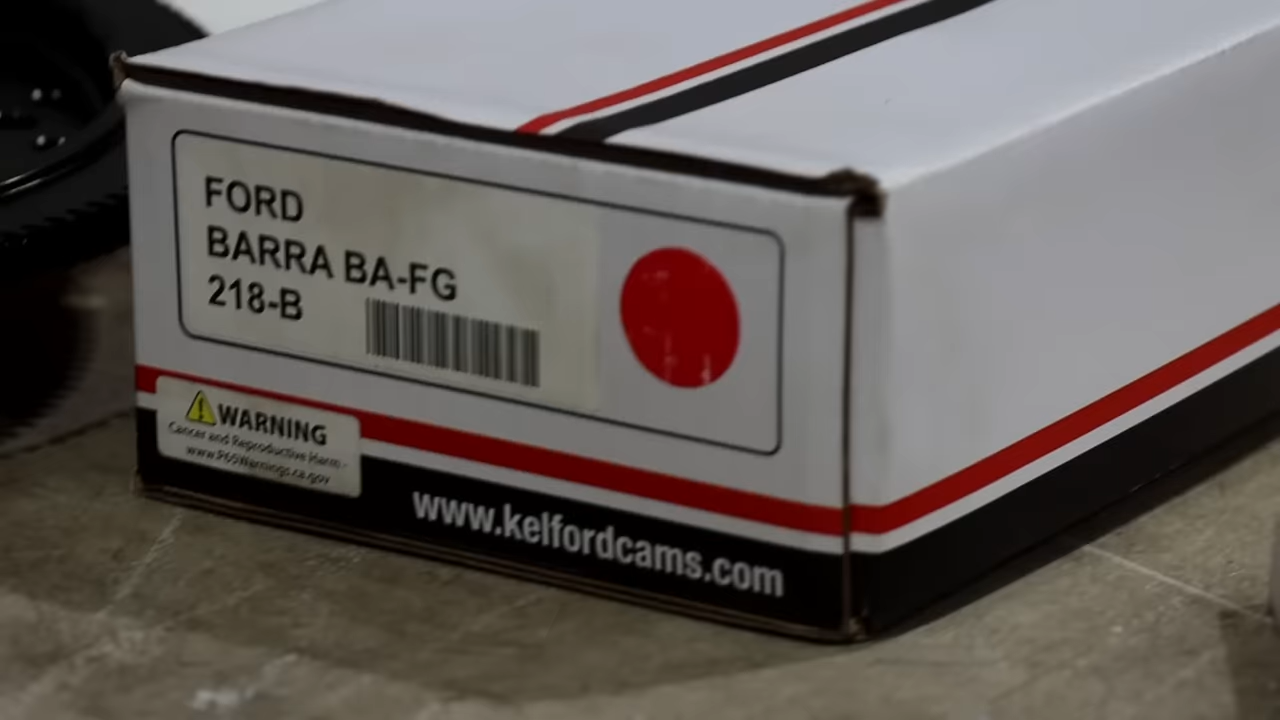 FORD
BARRA BA-FG
218-B
WARNING
Cancer and Reproductive Harm -
www.P65Warnings.ca.gov
www.kelfordcams.com